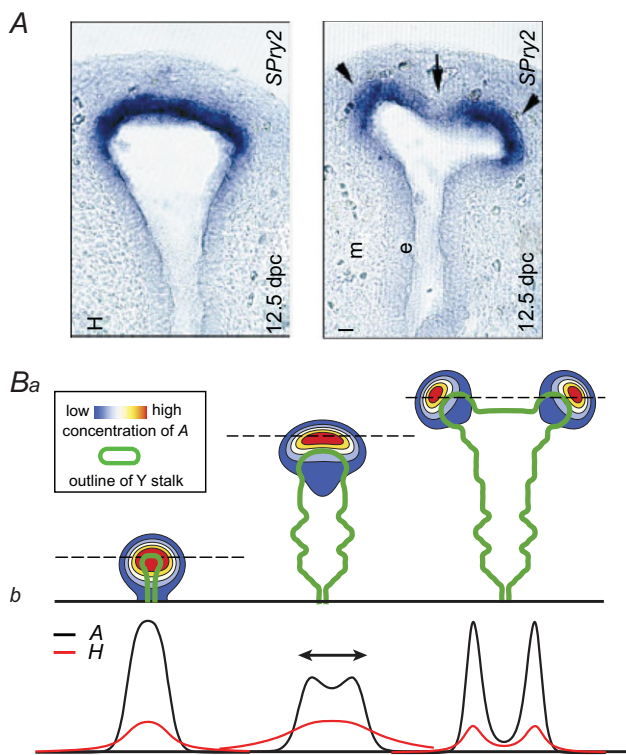 A
SPry2
H
12.5 dpc
SPry2
m
e
I
12.5 dpc
Ba
low high
concentration of A
outline of Y stalk
b
A
H